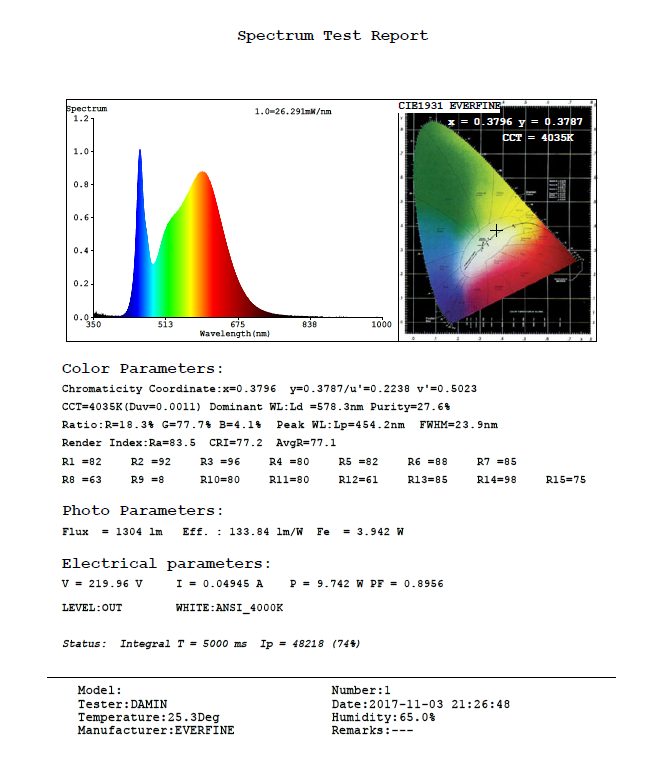 Spectrum Test Report
Spectrum
1.0=26.291mW/nm
1.2
1.0
0.8
0.6
0.4
0.2
0.0
350 513 675 838 1000
Wavelength(nm)
CIE1931 EVERFINE
x = 0.3796 y = 0.3787
CCT = 4035K
Color Parameters:
Chromaticity Coordinate:x=0.3796 y=0.3787/u'=0.2238 v'=0.5023
CCT=4035K(Duv=0.0011) Dominant WL:Ld =578.3nm Purity=27.6%
Ratio:R=18.3% G=77.7% B=4.1% Peak WL:Lp=454.2nm FWHM=23.9nm
Render Index:Ra=83.5 CRI=77.2 AvgR=77.1
R1 =82 R2 =92 R3 =96 R4 =80 R5 =82 R6 =88 R7 =85
R8 =63 R9 =8 R10=80 R11=80 R12=61 R13=85 R14=98 R15=75
Photo Parameters:
Flux = 1304 lm Eff. : 133.84 lm/W Fe = 3.942 W
Electrical parameters:
V = 219.96 V I = 0.04945 A P = 9.742 W PF = 0.8956
LEVEL:OUT WHITE:ANSI_4000K
Status: Integral T = 5000 ms Ip = 48218 (74%)
Model: Number:1
Tester:DAMIN Date:2017-11-03 21:26:48
Temperature:25.3Deg Humidity:65.0%
Manufacturer:EVERFINE Remarks:---